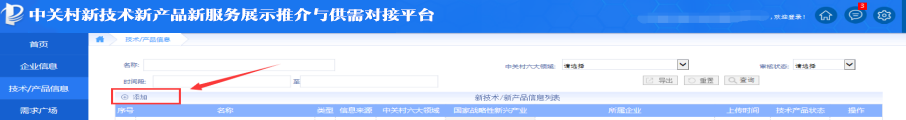 中关村新技术新产品新服务展示推介与供需对接平台
,欢迎登录! 3
首页
技术/产品信息
企业信息
名称: 中关村六大领域: 请选择 审核状态: 请选择
技术/产品信息
时间段: 至 导出 重置 查询
添加 新技术/新产品信息列表
需求广场
序号 名称 类型 信息来源 中关村六大领域 国家战略性新兴产业 所属企业 上传时间 技术产品状态 操作